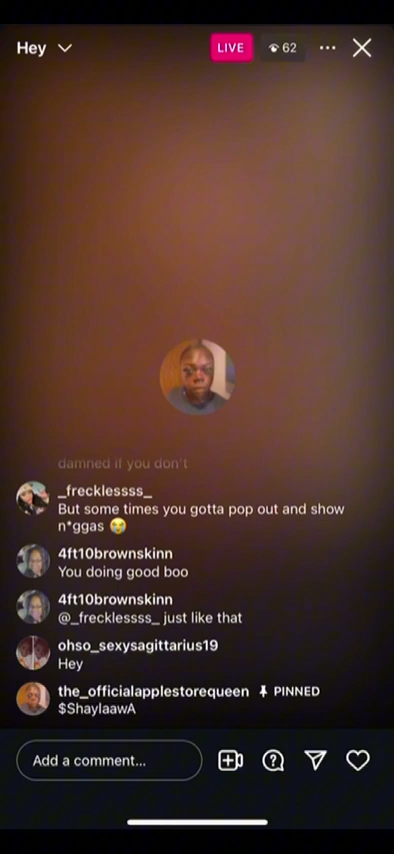 Hey
LIVE
62
damned if you don't
_frecklessss_
But some times you gotta pop out and show
n*ggas 😭
4ft10brownskinn
You doing good boo
4ft10brownskinn
@_frecklessss_ just like that
ohso_sexysagittarius19
Hey
the_officialapplestorequeen PINNED
$ShaylaawA
Add a comment...